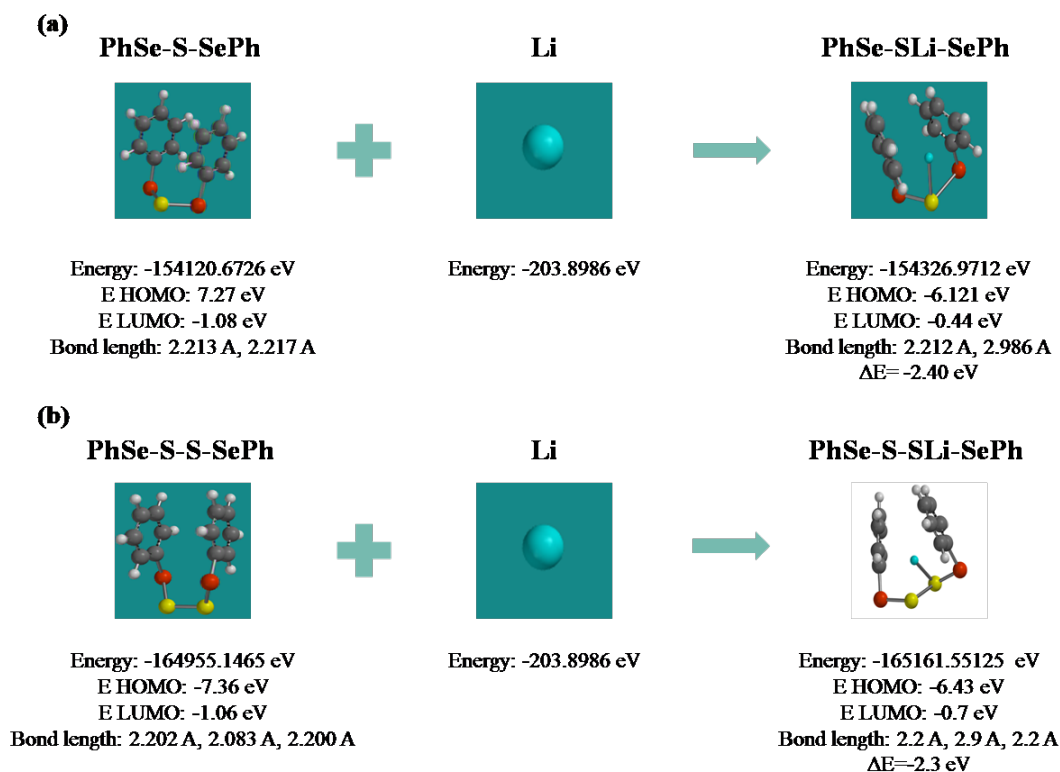 (a)
PhSe-S-SePh Li PhSe-SLi-SePh
Energy: -154120.6726 eV Energy: -203.8986 eV Energy: -154326.9712 eV
E HOMO: 7.27 eV E HOMO: -6.121 eV
E LUMO: -1.08 eV E LUMO: -0.44 eV
Bond length: 2.213 A, 2.217 A Bond length: 2.212 A, 2.986 A
ΔE= -2.40 eV
(b)
PhSe-S-S-SePh Li PhSe-S-SLi-SePh
Energy: -164955.1465 eV Energy: -203.8986 eV Energy: -165161.55125 eV
E HOMO: -7.36 eV E HOMO: -6.43 eV
E LUMO: -1.06 eV E LUMO: -0.7 eV
Bond length: 2.202 A, 2.083 A, 2.200 A Bond length: 2.2 A, 2.9 A, 2.2 A
ΔE=-2.3 eV